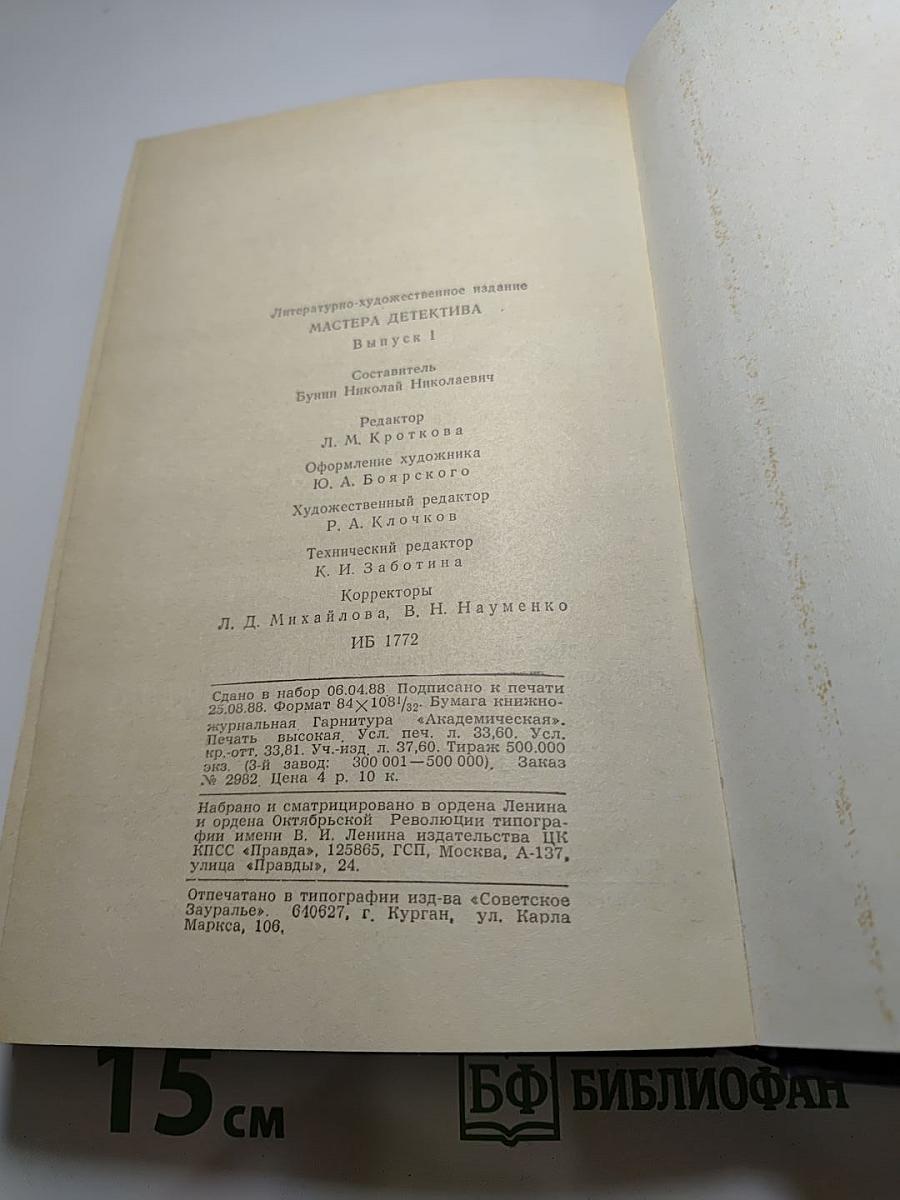 Литературно-художественное издание
МАСТЕРА ДЕТЕКТИВА
Выпуск 1
Составитель
Бунин Николай Николаевич
Редактор
Л. М. Кроткова
Оформление художника
Ю. А. Боярского
Художественный редактор
Р. А. Клочков
Технический редактор
К. И. Заботина
Корректоры
Л. Д. Михайлова, В. Н. Науменко
ИБ 1772
Сдано в набор 06.04.88 Подписано к печати
25.08.88. Формат 84×108¹/₃₂. Бумага книжно-
журнальная Гарнитура «Академическая».
Печать высокая. Усл. печ. л. 33,60. Усл.
кр.-отт. 33,81. Уч.-изд. л. 37,60. Тираж 500.000
экз. (3-й завод: 300 001—500 000). Заказ
№ 2982. Цена 4 р. 10 к.
Набрано и сматрицировано в ордена Ленина
и ордена Октябрьской Революции типогра-
фии имени В. И. Ленина издательства ЦК
КПСС «Правда», 125865, ГСП, Москва, А-137,
улица «Правды», 24.
Отпечатано в типографии изд-ва «Советское
Зауралье». 640627, г. Курган, ул. Карла
Маркса, 106.
15 см
БФ БИБЛИОФАН